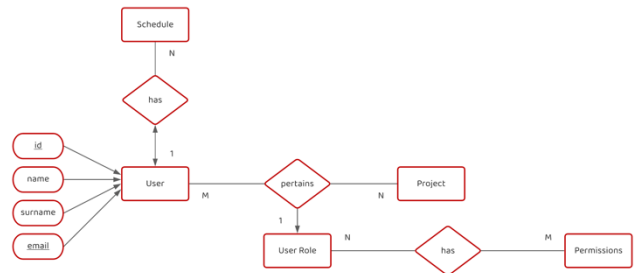 Schedule
N
has
1
id
name
surname
email
User
M
pertains
N
Project
1
User Role
N
has
M
Permissions